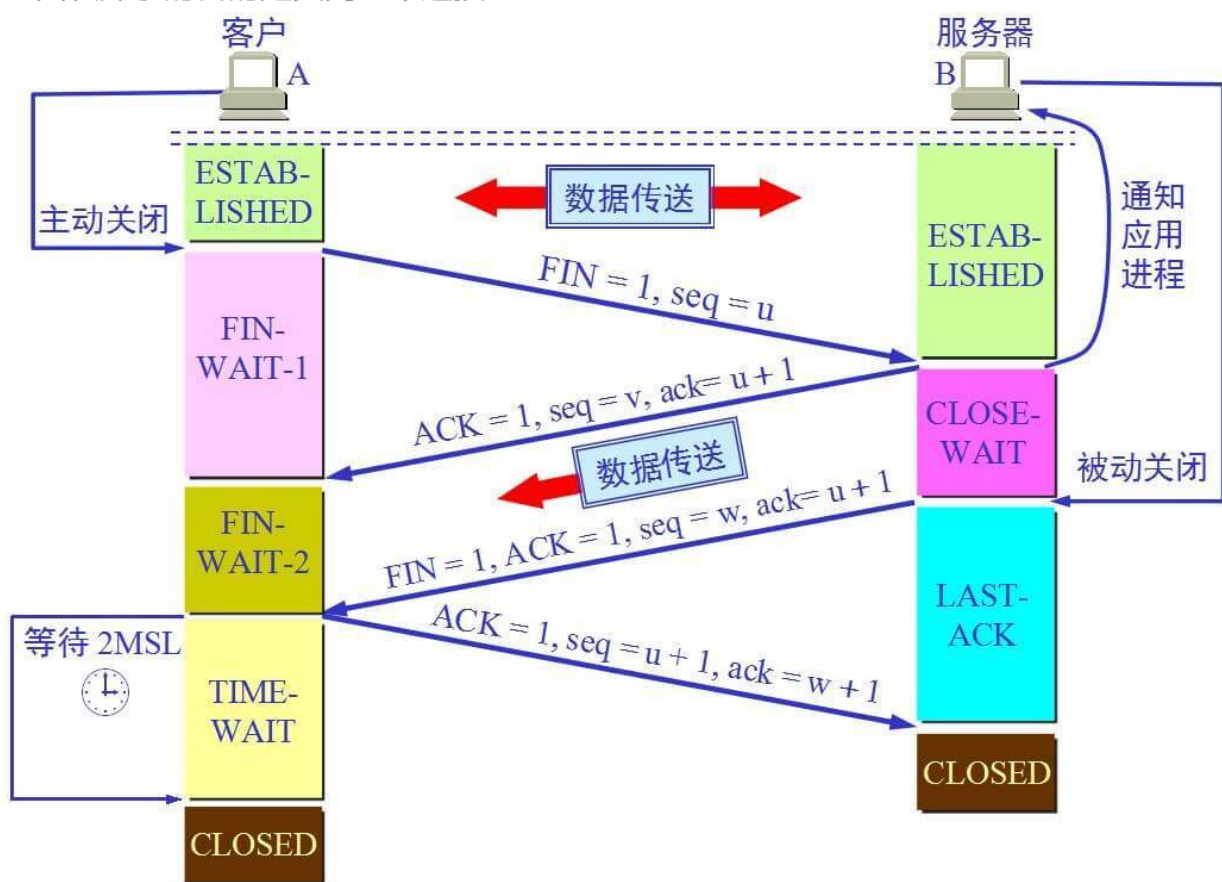 客户
服务器
A
B
ESTAB-
LISHED
数据传送
主动关闭
通知
应用
进程
ESTAB-
LISHED
FIN = 1, seq = u
FIN-
WAIT-1
ACK = 1, seq = v, ack= u + 1
CLOSE-
WAIT
数据传送
被动关闭
FIN-
WAIT-2
FIN = 1, ACK = 1, seq = w, ack= u + 1
LAST-
ACK
等待 2MSL
ACK = 1, seq = u + 1, ack = w + 1
TIME-
WAIT
CLOSED
CLOSED